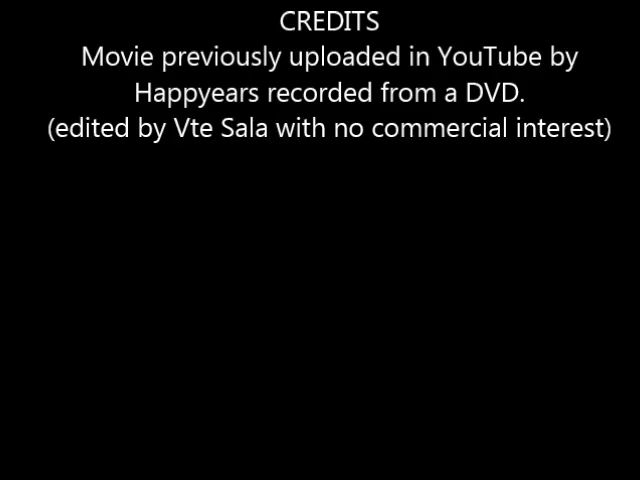 CREDITS
Movie previously uploaded in YouTube by
Happyears recorded from a DVD.
(edited by Vte Sala with no commercial interest)